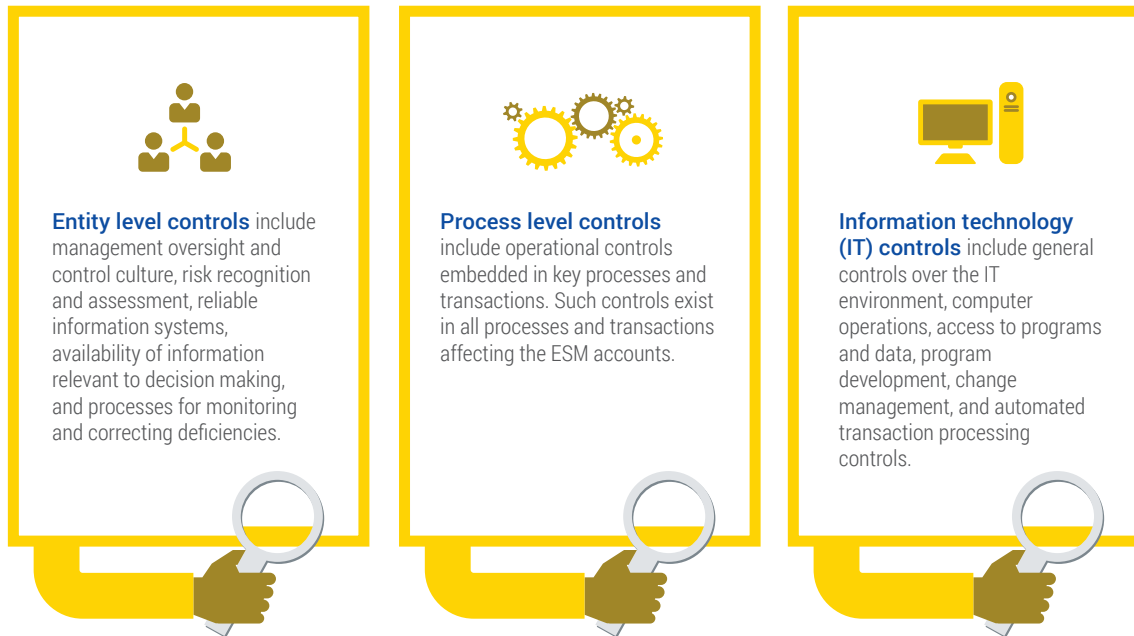 Entity level controls include
management oversight and
control culture, risk recognition
and assessment, reliable
information systems,
availability of information
relevant to decision making,
and processes for monitoring
and correcting deficiencies.
Process level controls
include operational controls
embedded in key processes and
transactions. Such controls exist
in all processes and transactions
affecting the ESM accounts.
Information technology
(IT) controls include general
controls over the IT
environment, computer
operations, access to programs
and data, program
development, change
management, and automated
transaction processing
controls.